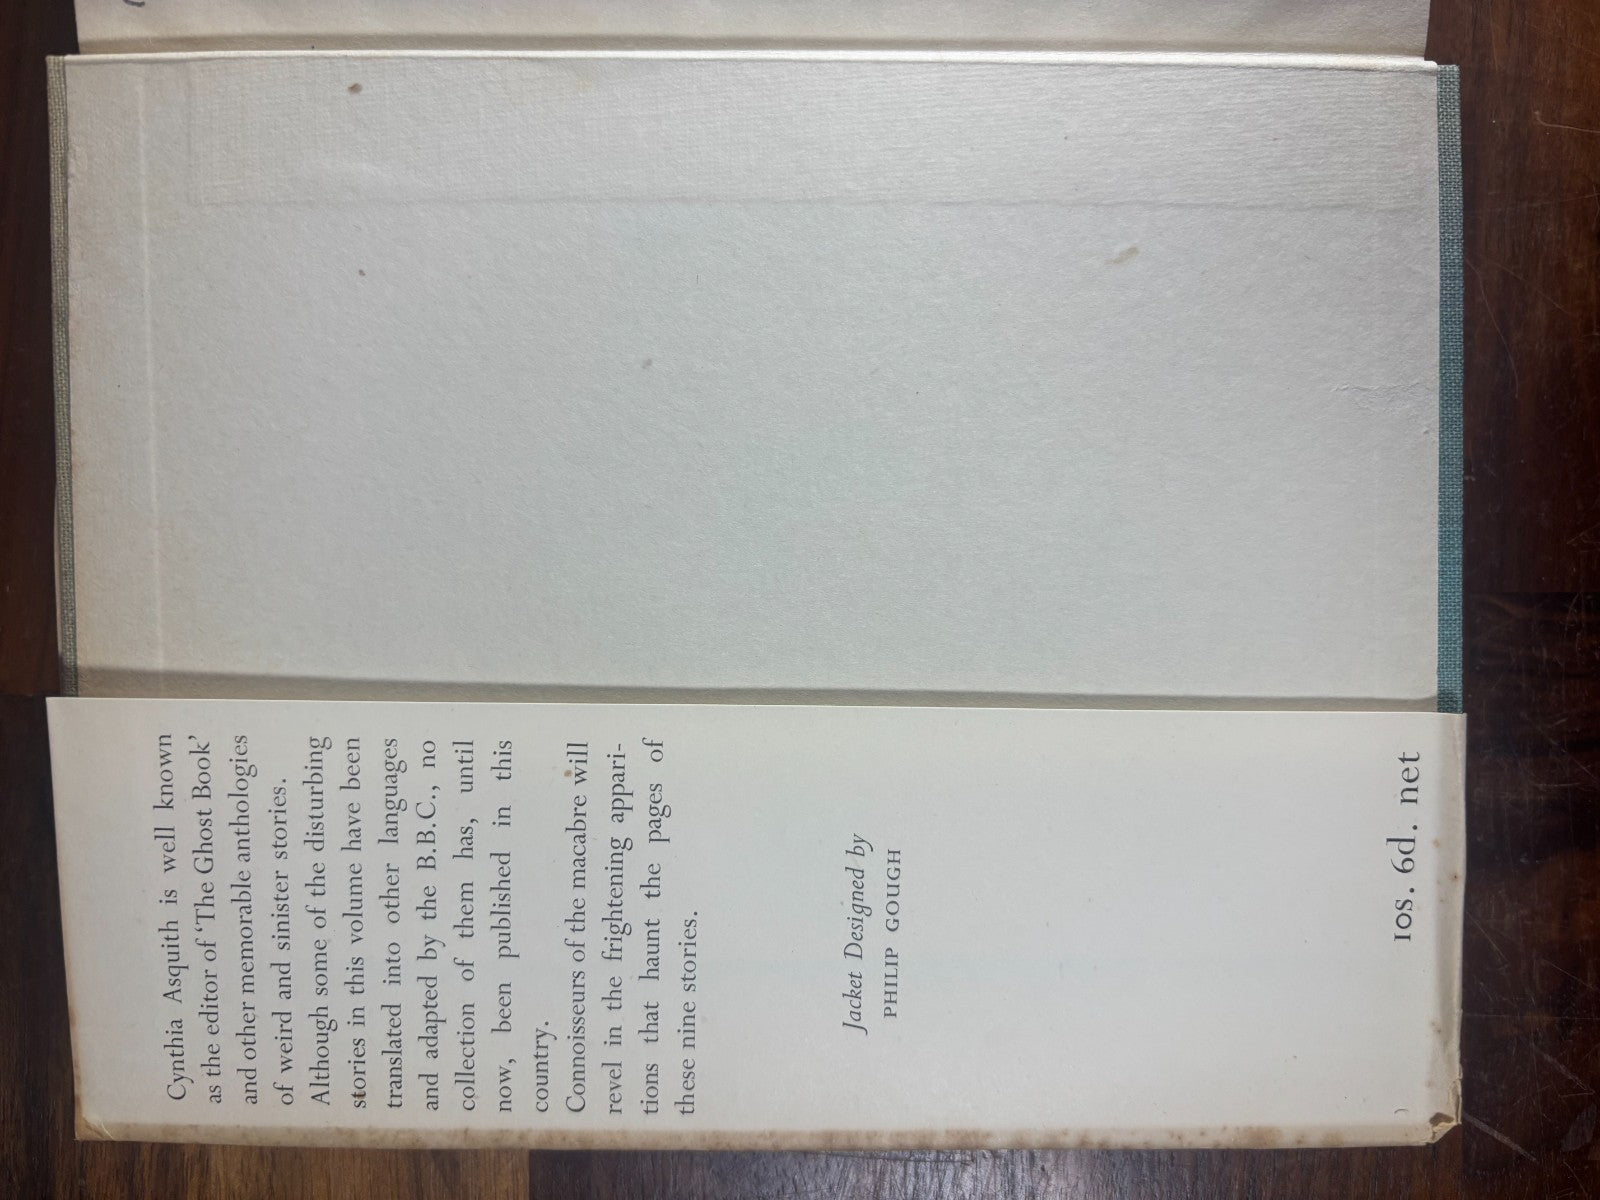 Cynthia Asquith is well known
as the editor of ‘The Ghost Book’
and other memorable anthologies
of weird and sinister stories.
Although some of the disturbing
stories in this volume have been
translated into other languages
and adapted by the B.B.C., no
collection of them has, until
now, been published in this
country.
Connoisseurs of the macabre will
revel in the frightening appari-
tions that haunt the pages of
these nine stories.
Jacket Designed by
PHILIP GOUGH
10s. 6d. net